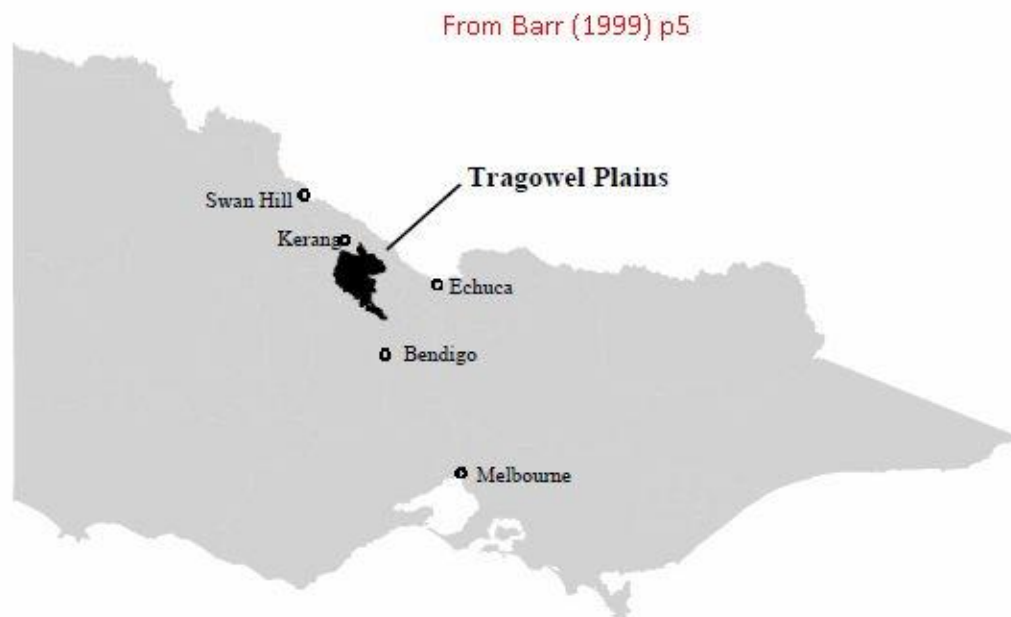 From Barr (1999) p5
Tragowel Plains
Swan Hill
Kerang
Echuca
Bendigo
Melbourne